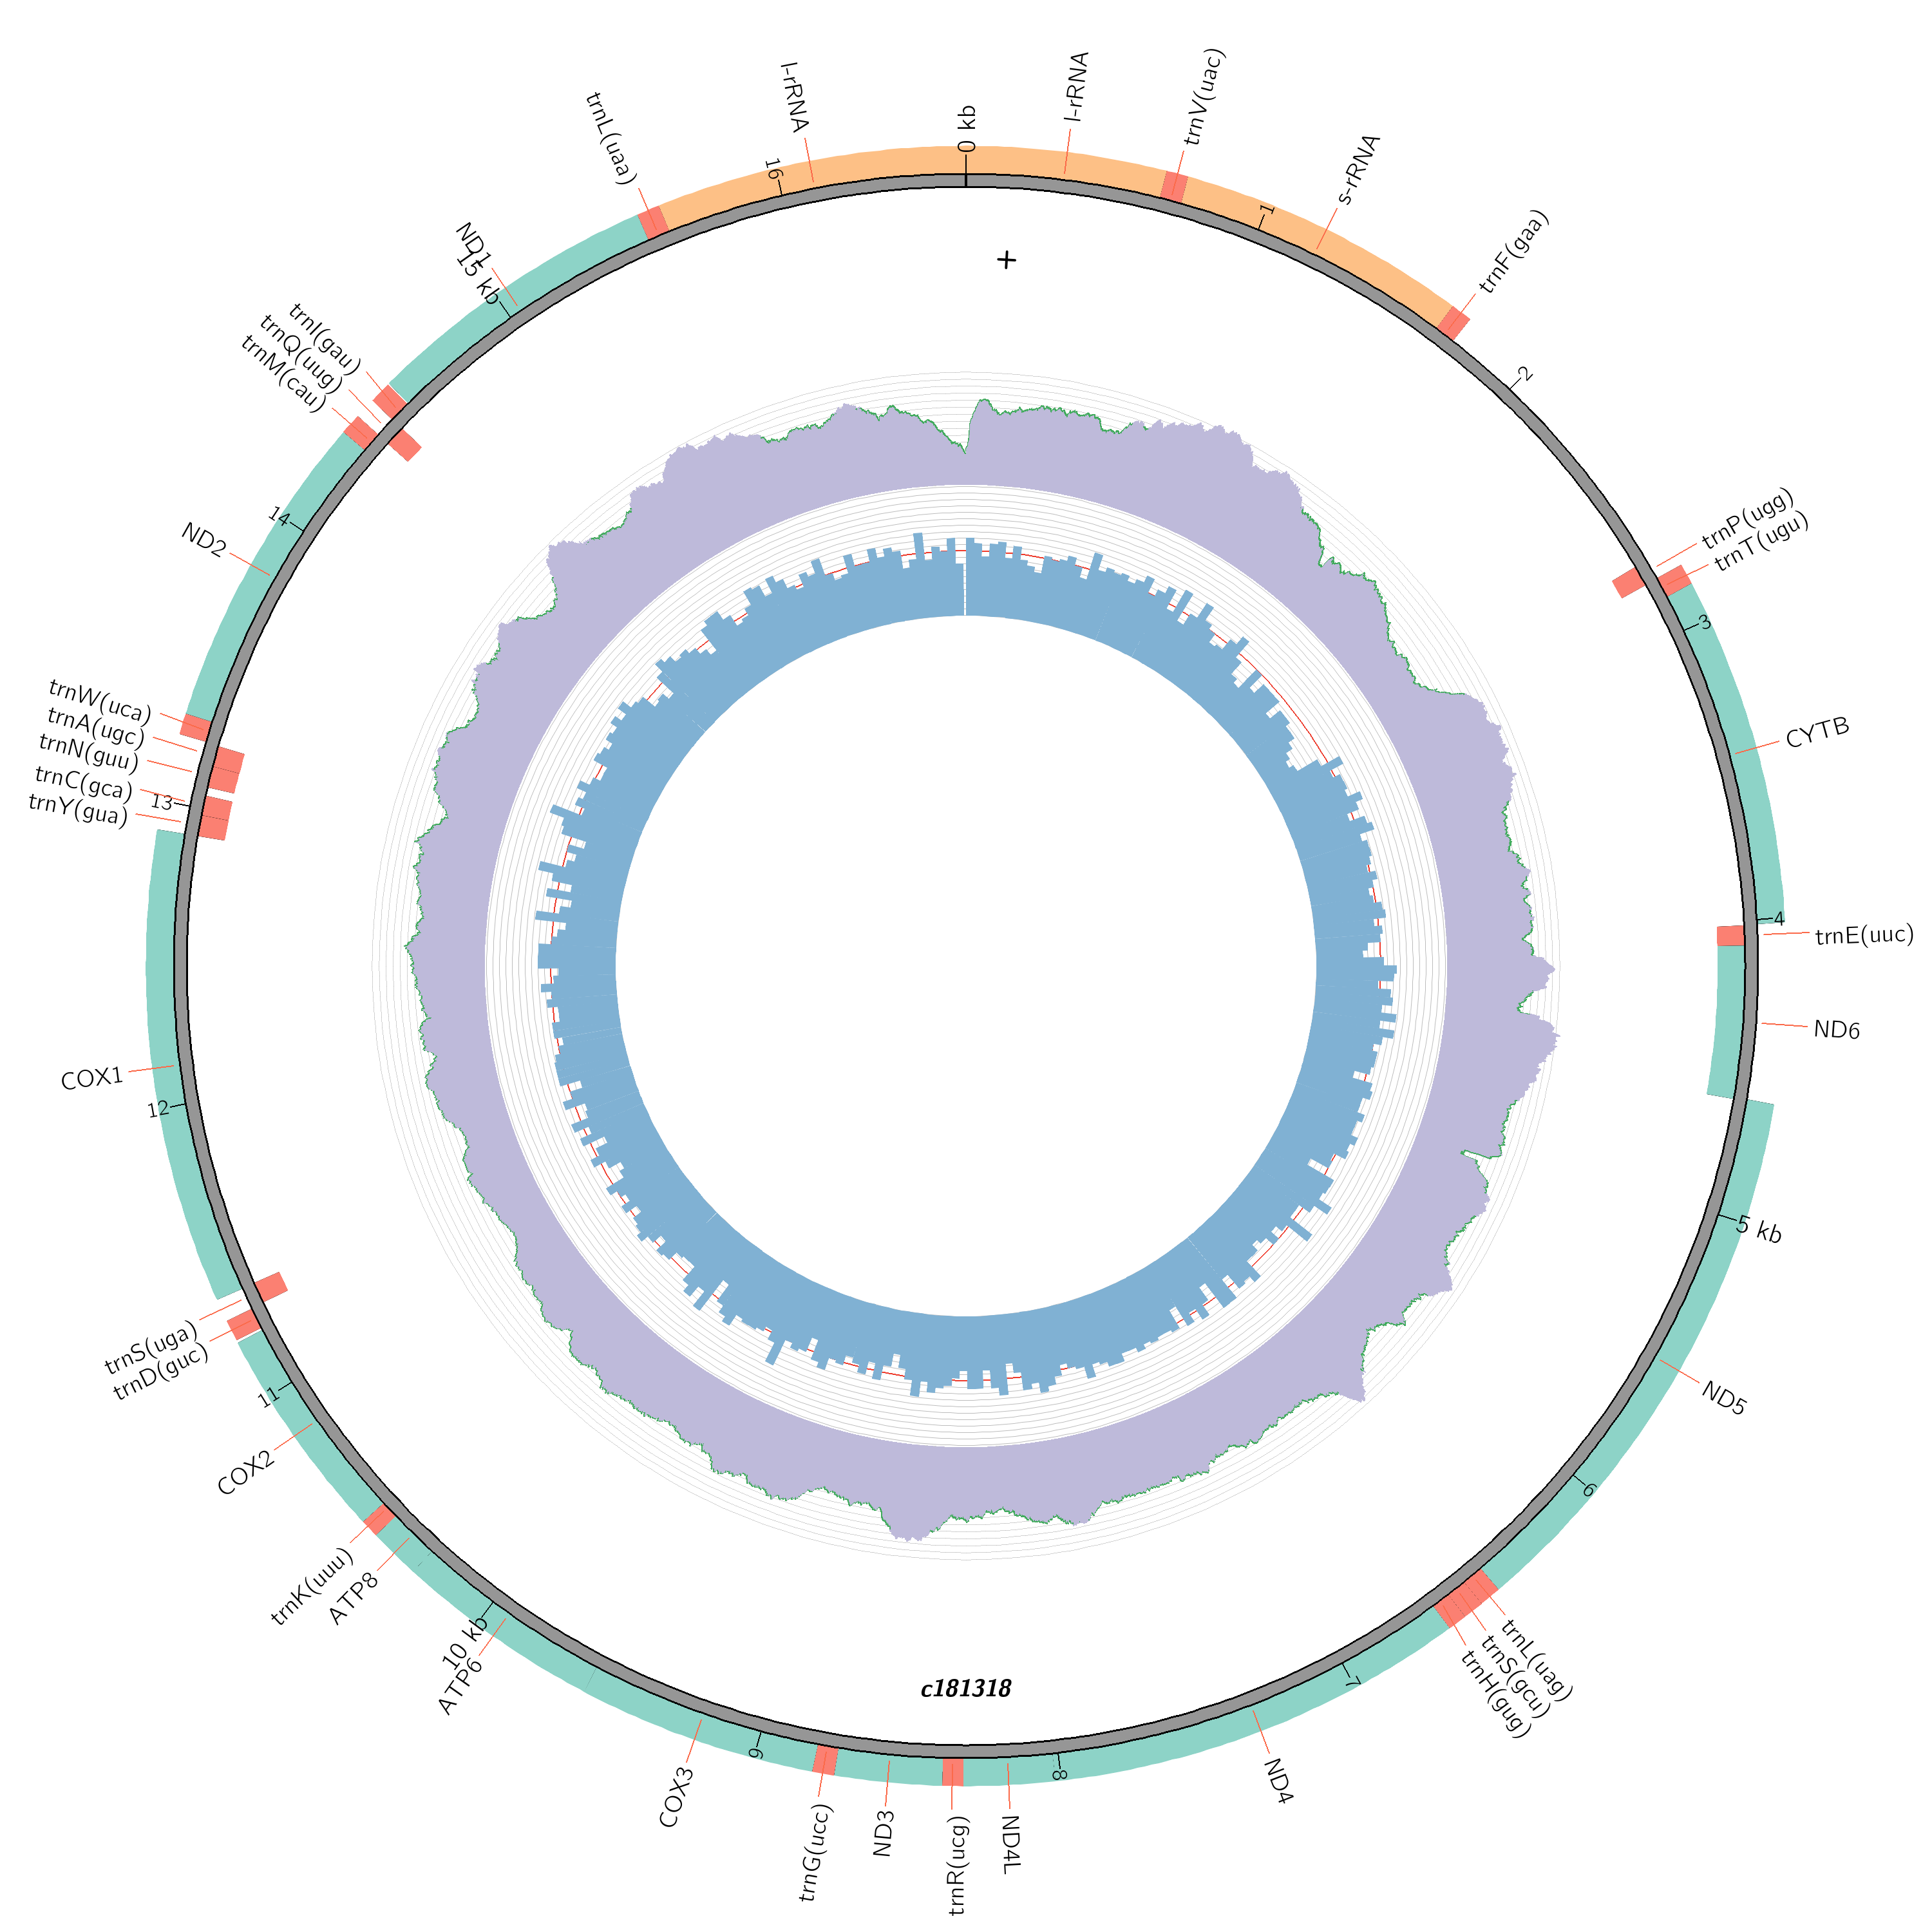 0 kb
l-rRNA
trnV(uac)
1
s-rRNA
trnF(gaa)
2
trnP(ugg)
trnT(ugu)
3
CYTB
4
trnE(uuc)
ND6
5 kb
ND5
6
trnL(uag)
trnS(gcu)
trnH(gug)
7
ND4
8
ND4L
trnR(ucg)
ND3
trnG(ucc)
9
COX3
ATP6
10 kb
ATP8
trnK(uuu)
COX2
11
trnD(guc)
trnS(uga)
12
COX1
trnY(gua)
13
trnC(gca)
trnN(guu)
trnA(ugc)
trnW(uca)
ND2
14
trnM(cau)
trnQ(uug)
trnI(gau)
15 kb
ND1
trnL(uaa)
16
l-rRNA
+
c181318